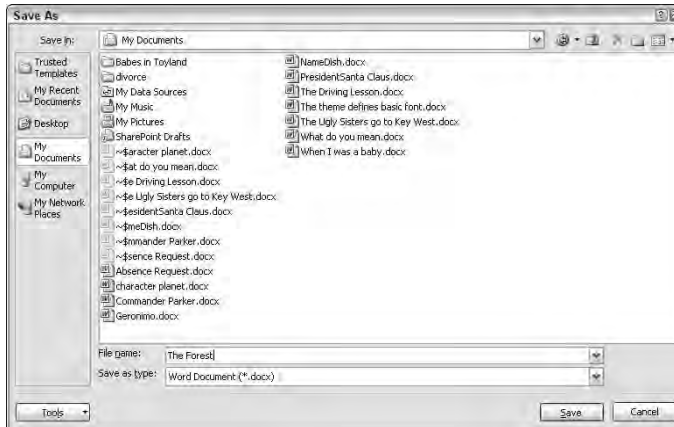 Save As
Save in:
My Documents
Trusted
Templates
My Recent
Documents
Desktop
My
Documents
My
Computer
My Network
Places
Babes in Toyland
divorce
My Data Sources
My Music
My Pictures
SharePoint Drafts
~$aracter planet.docx
~$at do you mean.docx
~$e Driving Lesson.docx
~$e Ugly Sisters go to Key West.docx
~$esidentSanta Claus.docx
~$meDish.docx
~$mmander Parker.docx
~$sence Request.docx
Absence Request.docx
character planet.docx
Commander Parker.docx
Geronimo.docx
NameDish.docx
PresidentSanta Claus.docx
The Driving Lesson.docx
The theme defines basic font.docx
The Ugly Sisters go to Key West.docx
What do you mean.docx
When I was a baby.docx
File name:
The Forest
Save as type:
Word Document (*.docx)
Tools
Save
Cancel